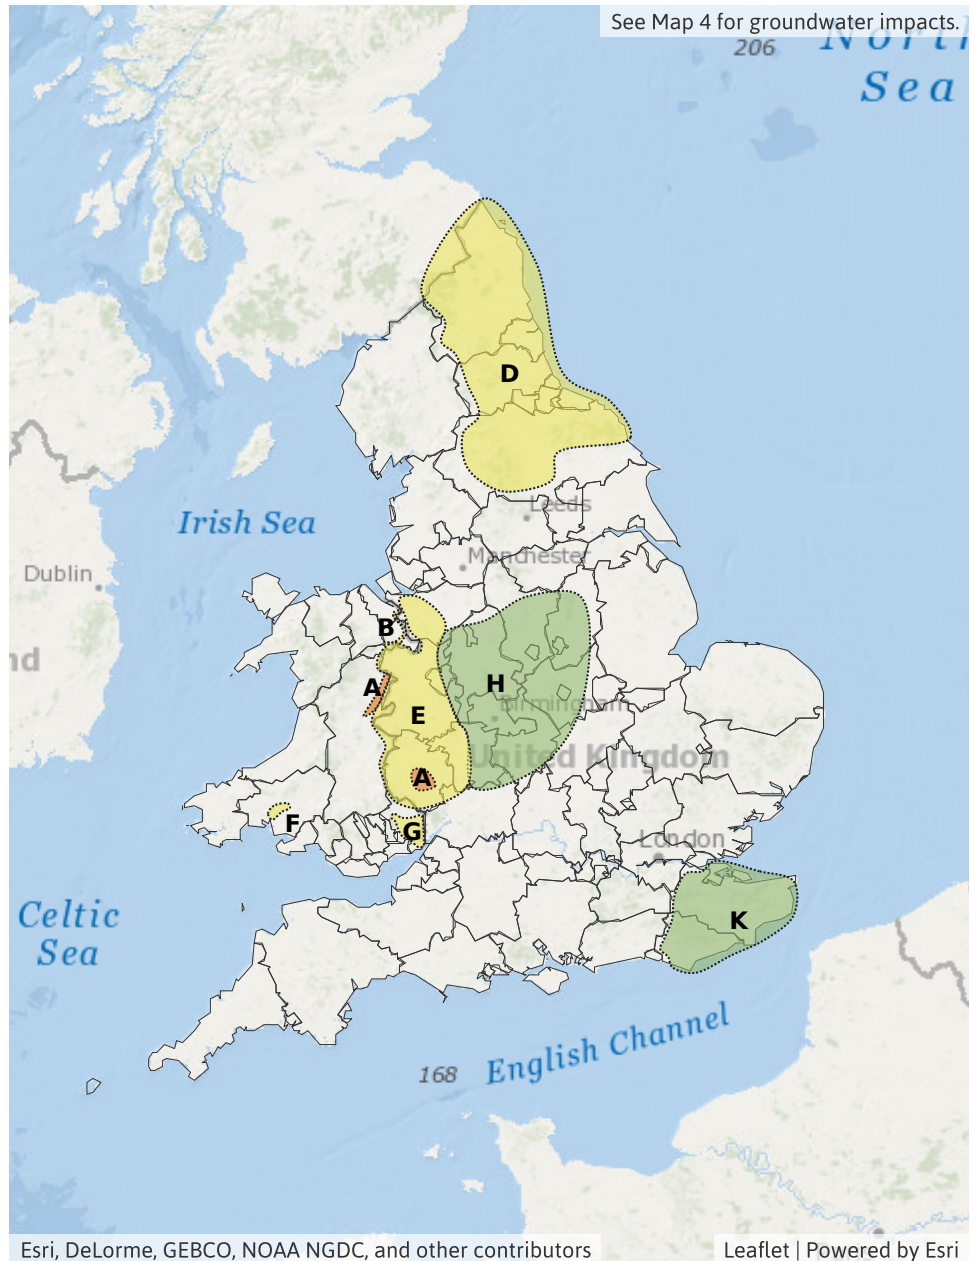 See Map 4 for groundwater impacts.
206
Sea
D
Leeds
Irish Sea
Manchester
Dublin
B
nd
A
H
E
Birmingham
United Kingdom
A
F
G
London
Celtic
Sea
K
English Channel
168
Esri, DeLorme, GEBCO, NOAA NGDC, and other contributors
Leaflet | Powered by Esri